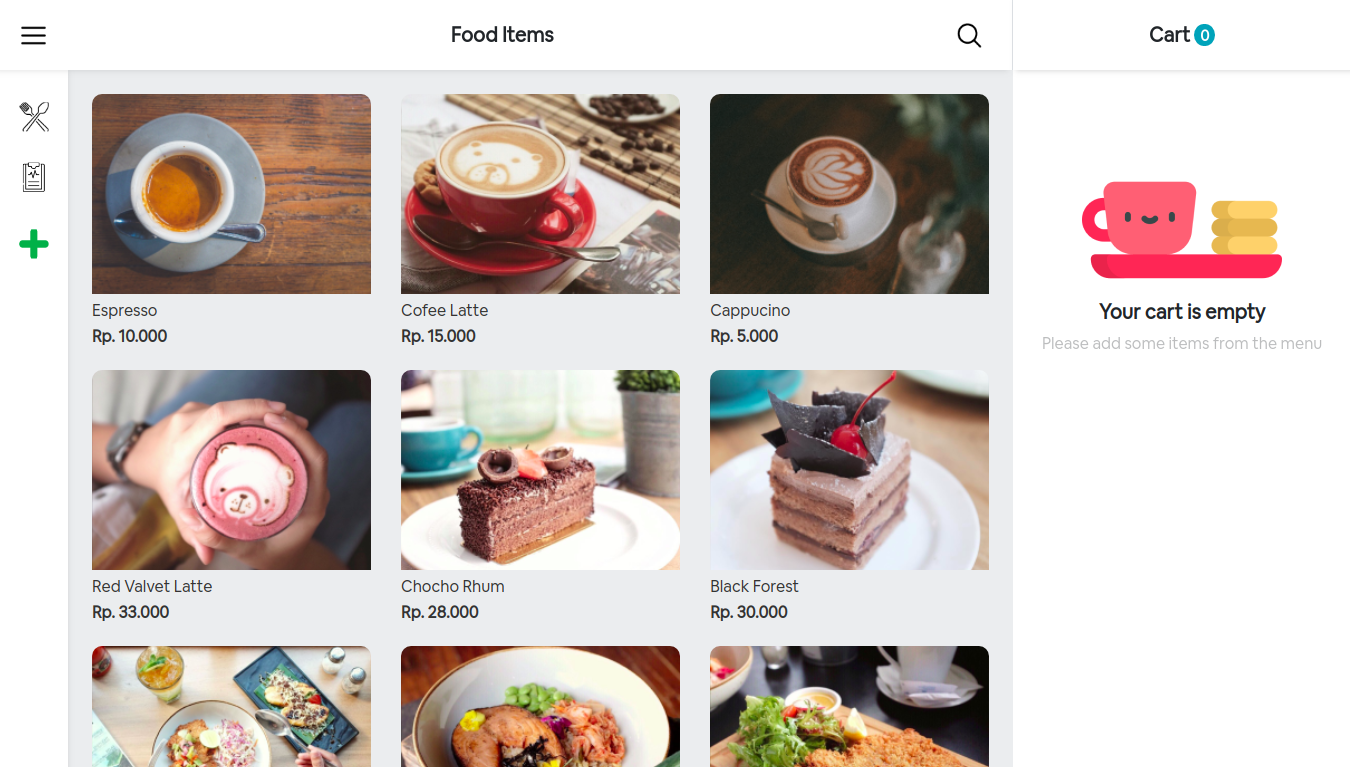 Food Items
Cart 0
Espresso
Rp. 10.000
Cofee Latte
Rp. 15.000
Cappucino
Rp. 5.000
Your cart is empty
Please add some items from the menu
Red Valvet Latte
Rp. 33.000
Chocho Rhum
Rp. 28.000
Black Forest
Rp. 30.000